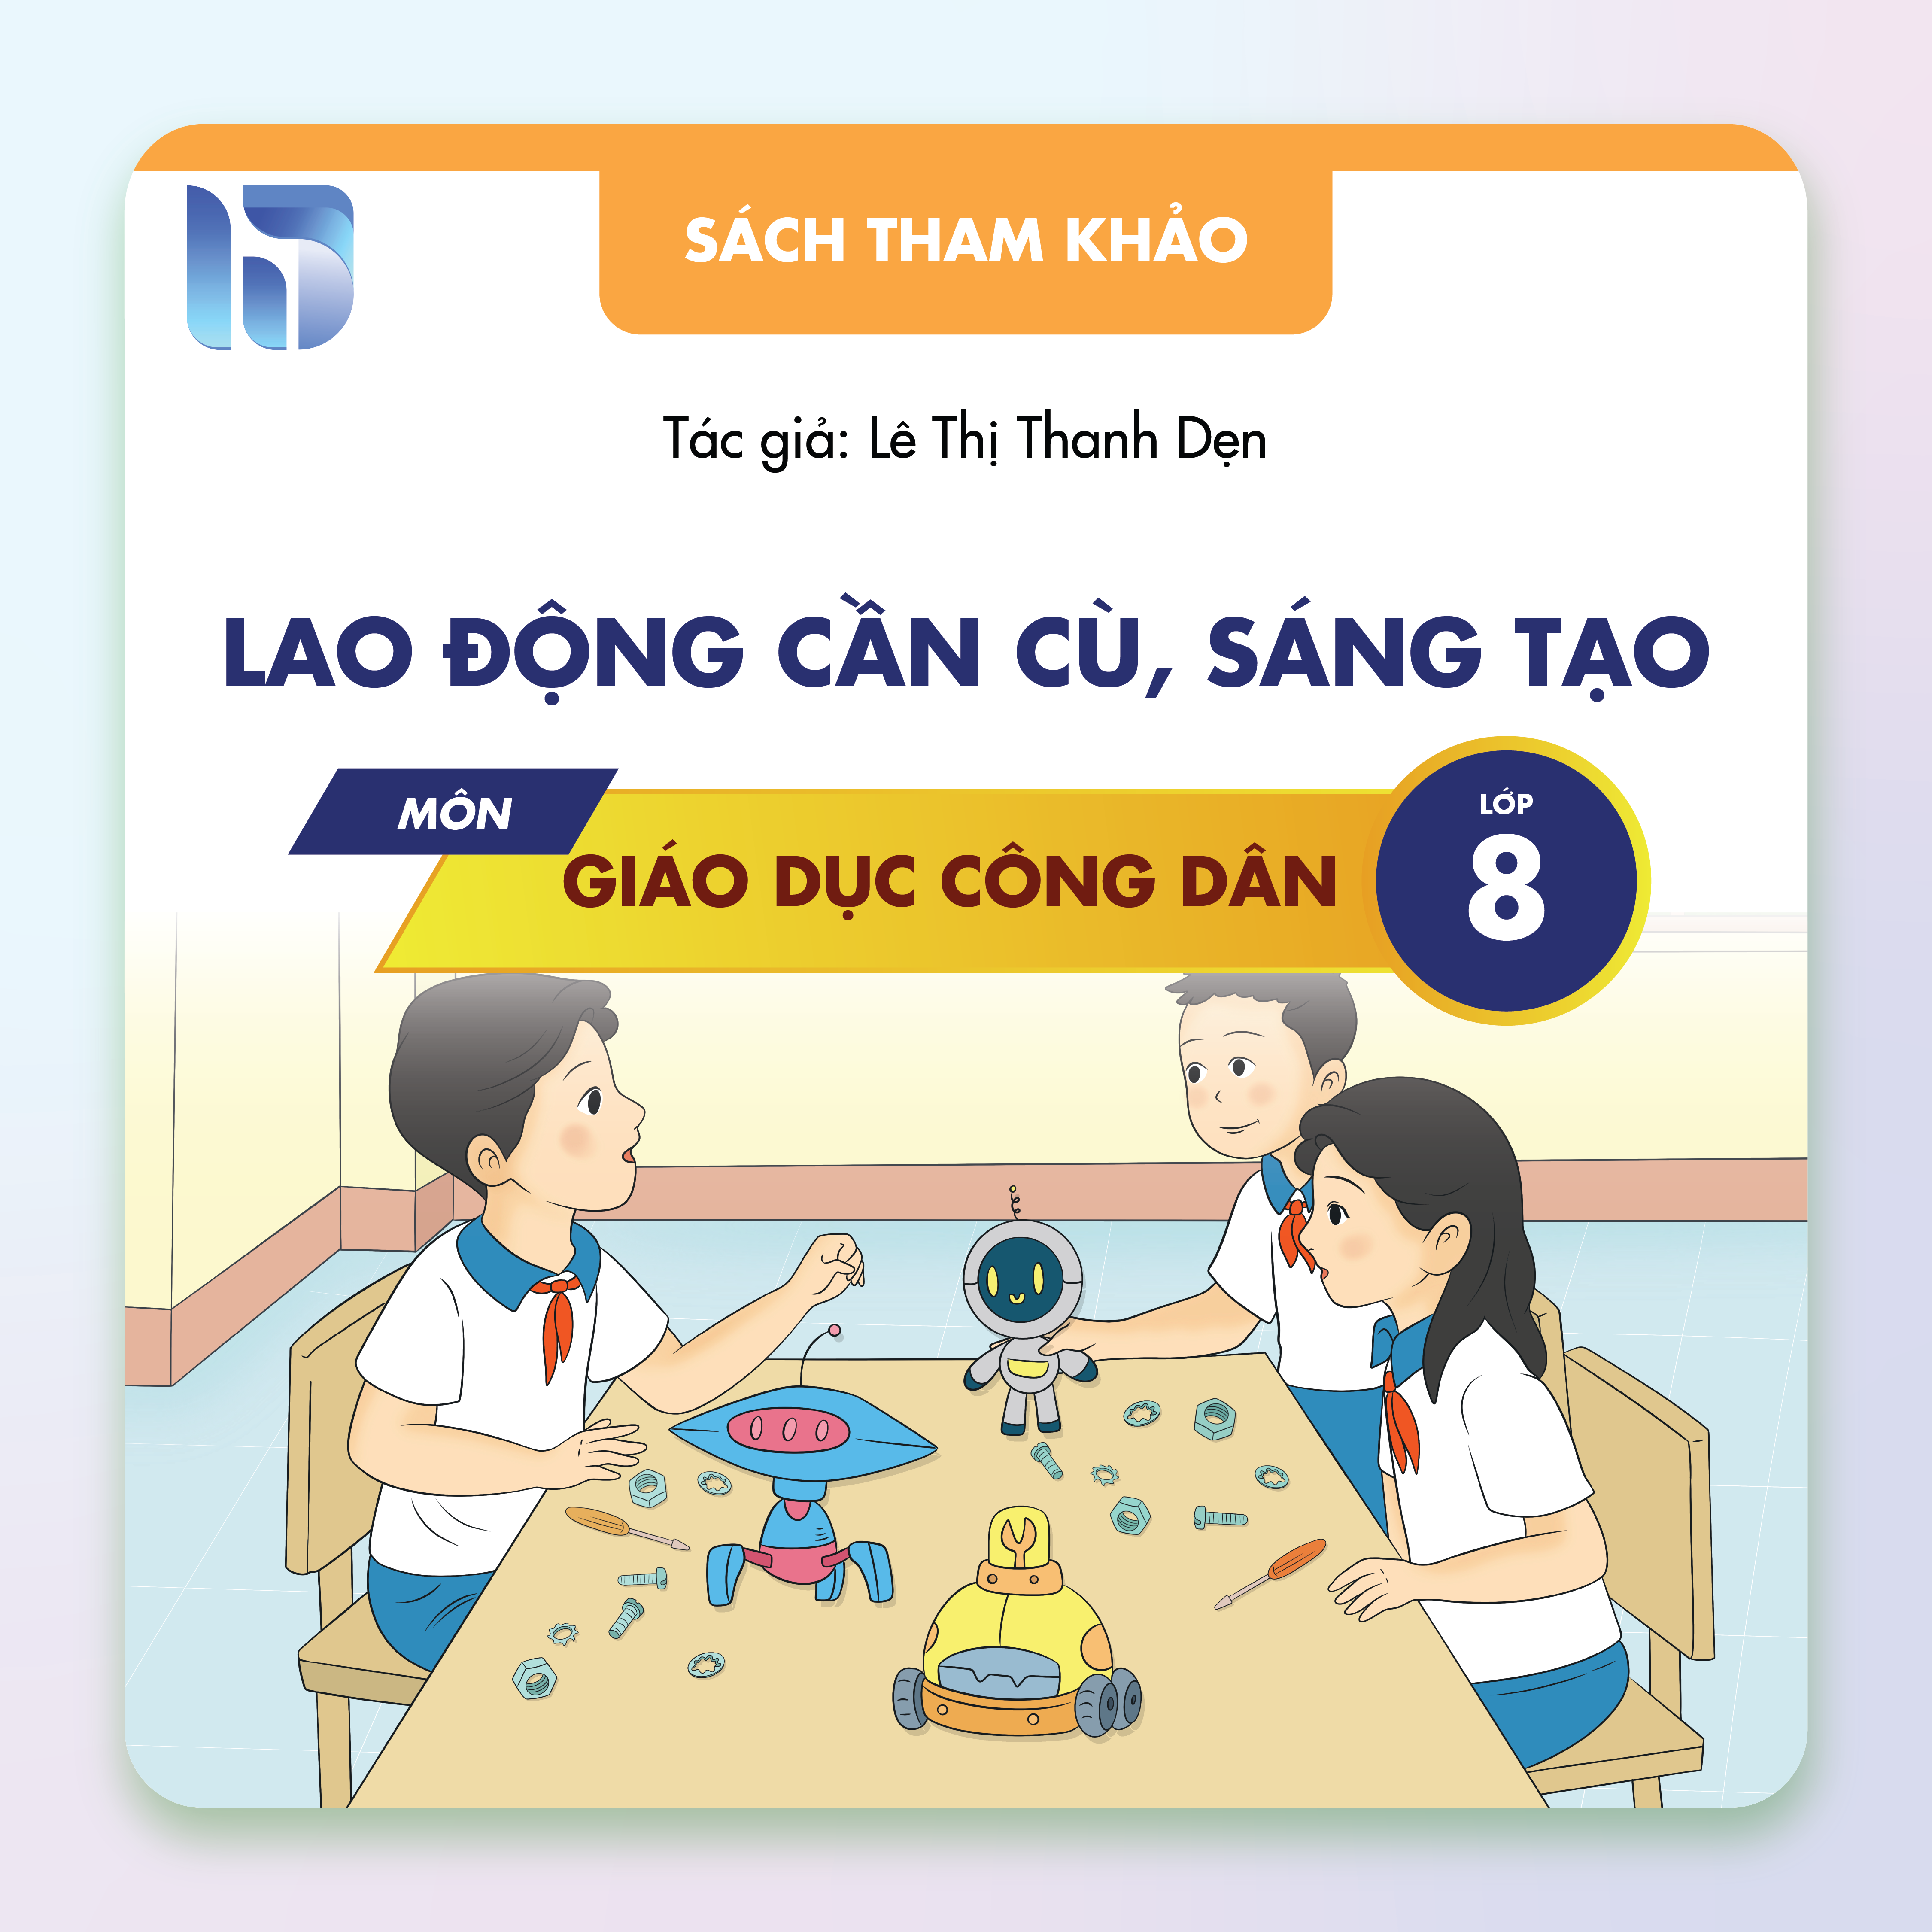 SÁCH THAM KHẢO
Tác giả: Lê Thị Thanh Dẹn
LAO ĐỘNG CẦN CÙ, SÁNG TẠO
MÔN
GIÁO DỤC CÔNG DÂN
LỚP
8